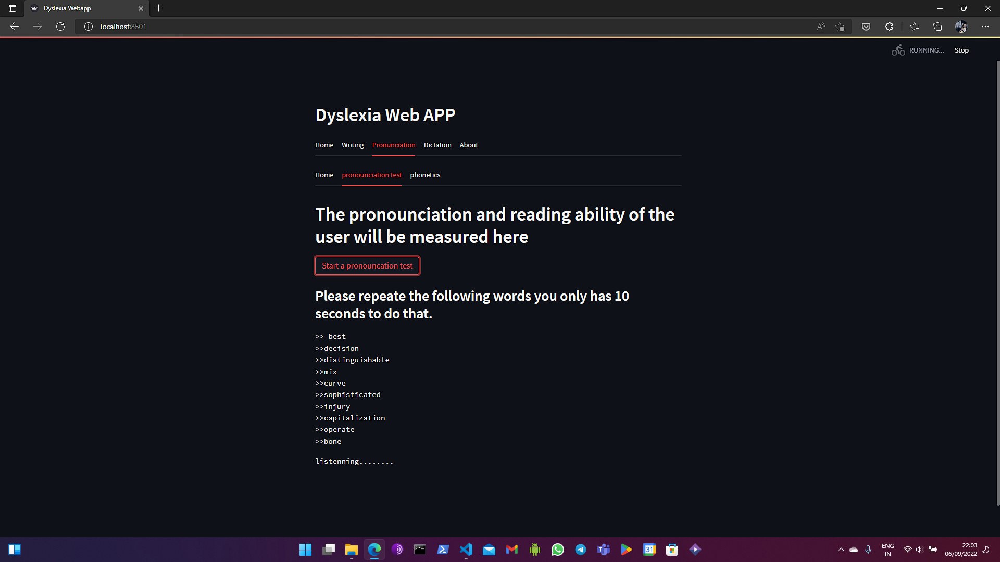 Dyslexia Webapp
localhost:8501
RUNNING...
Stop
Dyslexia Web APP
Home Writing Pronunciation Dictation About
Home pronounciation test phonetics
The pronounciation and reading ability of the
user will be measured here
Start a pronouncation test
Please repeate the following words you only has 10
seconds to do that.
>> best
>>decision
>>distinguishable
>>mix
>>curve
>>sophisticated
>>injury
>>capitalization
>>operate
>>bone
listenning........
31
ENG
IN
22:03
06/09/2022